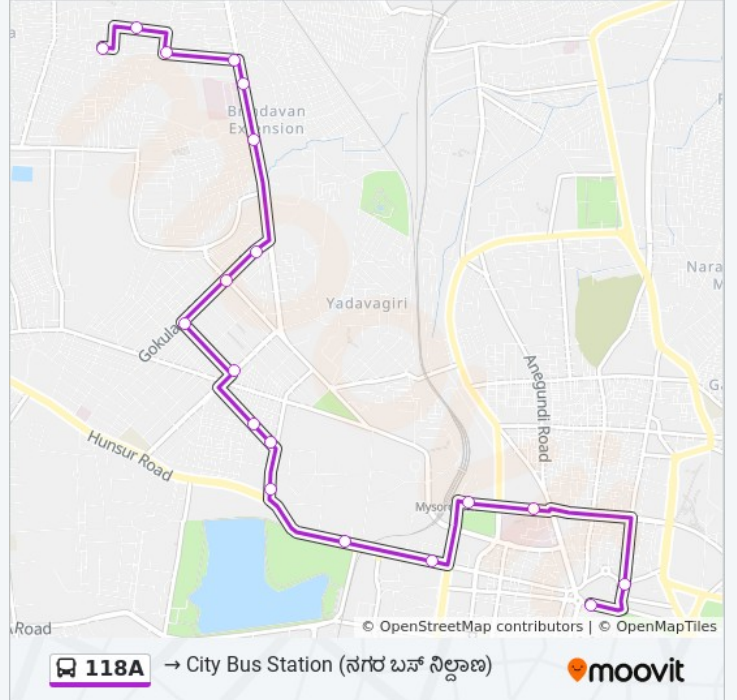 a
Brindavan
Extension
Nara
M
Yadavagiri
Gokula
Anegundi Road
Ga
Hunsur Road
Mysore
Road
© OpenStreetMap contributors | © OpenMapTiles
118A → City Bus Station (ನಗರ ಬಸ್ ನಿಲ್ದಾಣ) moovit